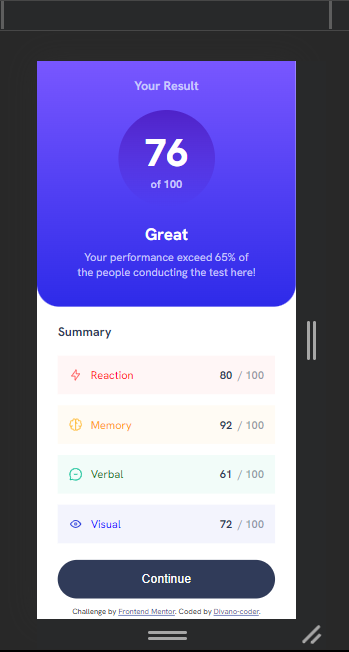 Your Result
76
of 100
Great
Your performance exceed 65% of
the people conducting the test here!
Summary
Reaction 80 / 100
Memory 92 / 100
Verbal 61 / 100
Visual 72 / 100
Continue
Challenge by Frontend Mentor. Coded by Divano-coder.